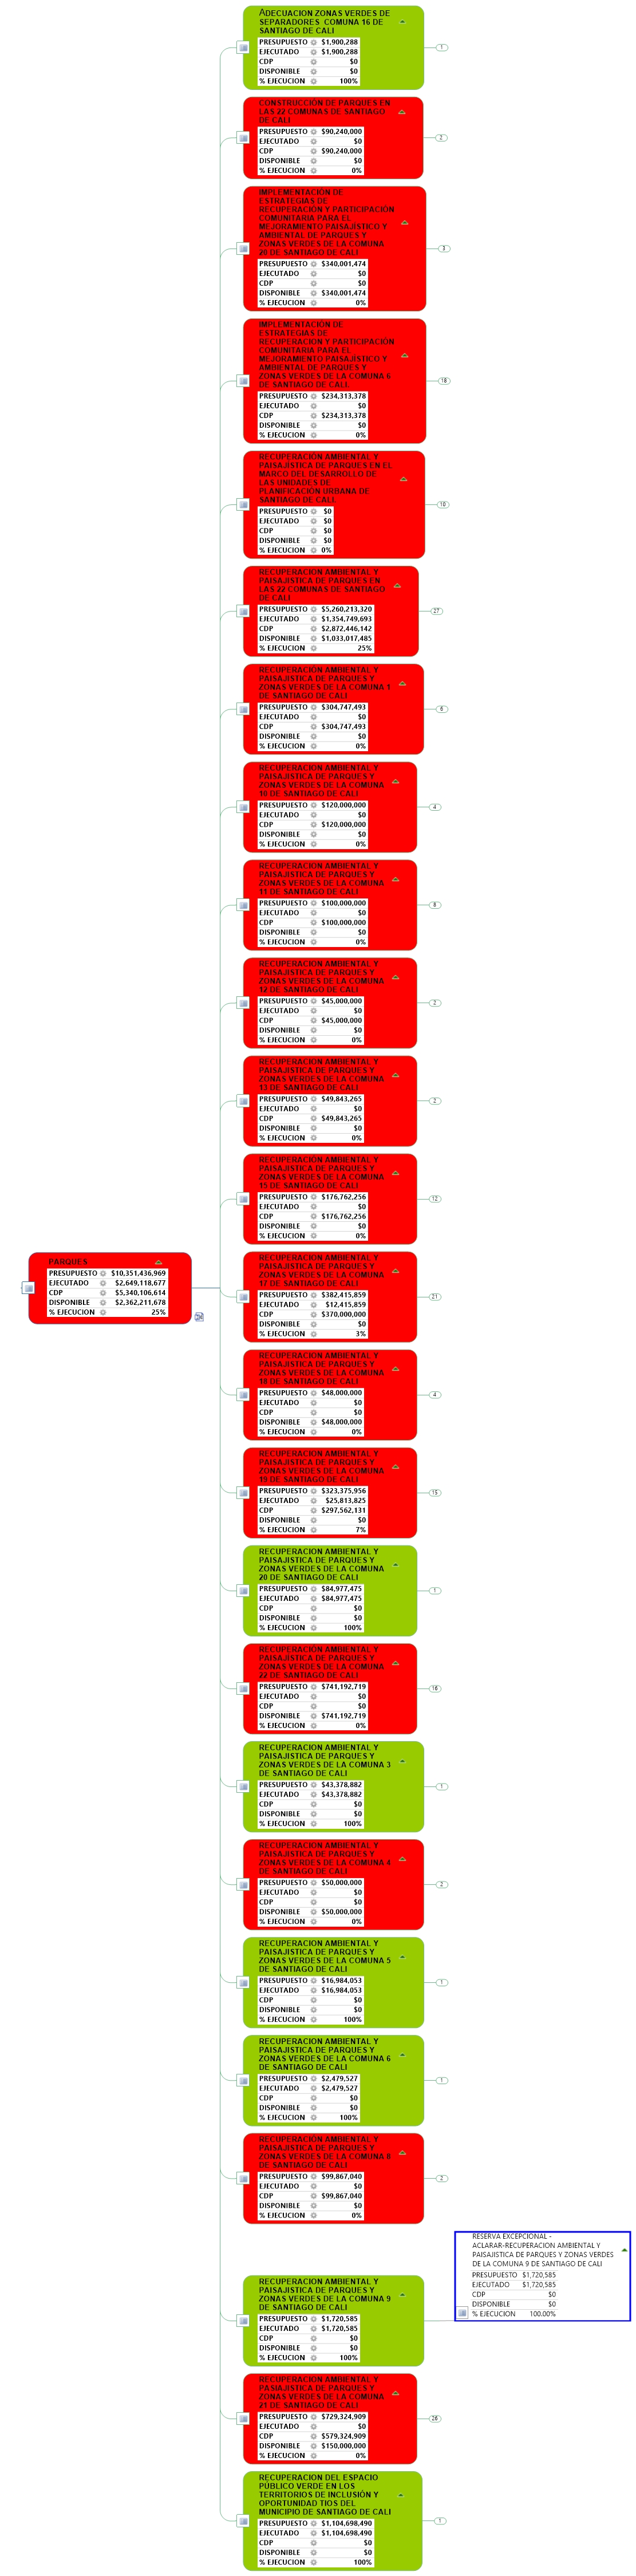 ADECUACION ZONAS VERDES DE
SEPARADORES COMUNA 16 DE
SANTIAGO DE CALI
PRESUPUESTO $1,900,288
EJECUTADO $1,900,288
CDP $0
DISPONIBLE $0
% EJECUCION 100%
1
CONSTRUCCIÓN DE PARQUES EN
LAS 22 COMUNAS DE SANTIAGO
DE CALI
PRESUPUESTO $90,240,000
EJECUTADO $0
CDP $90,240,000
DISPONIBLE $0
% EJECUCION 0%
2
IMPLEMENTACIÓN DE
ESTRATEGIAS DE
RECUPERACIÓN Y PARTICIPACIÓN
COMUNITARIA PARA EL
MEJORAMIENTO PAISAJÍSTICO Y
AMBIENTAL DE PARQUES Y
ZONAS VERDES DE LA COMUNA
20 DE SANTIAGO DE CALI
PRESUPUESTO $340,001,474
EJECUTADO $0
CDP $0
DISPONIBLE $340,001,474
% EJECUCION 0%
3
IMPLEMENTACIÓN DE
ESTRATEGIAS DE
RECUPERACION Y PARTICIPACIÓN
COMUNITARIA PARA EL
MEJORAMIENTO PAISAJÍSTICO Y
AMBIENTAL DE PARQUES Y
ZONAS VERDES DE LA COMUNA 6
DE SANTIAGO DE CALI.
PRESUPUESTO $234,313,378
EJECUTADO $0
CDP $234,313,378
DISPONIBLE $0
% EJECUCION 0%
18
RECUPERACIÓN AMBIENTAL Y
PAISAJISTICA DE PARQUES EN EL
MARCO DEL DESARROLLO DE
LAS UNIDADES DE
PLANIFICACIÓN URBANA DE
SANTIAGO DE CALI.
PRESUPUESTO $0
EJECUTADO $0
CDP $0
DISPONIBLE $0
% EJECUCION 0%
10
RECUPERACION AMBIENTAL Y
PAISAJISTICA DE PARQUES EN
LAS 22 COMUNAS DE SANTIAGO
DE CALI
PRESUPUESTO $5,260,213,320
EJECUTADO $1,354,749,693
CDP $2,872,446,142
DISPONIBLE $1,033,017,485
% EJECUCION 25%
27
RECUPERACION AMBIENTAL Y
PAISAJISTICA DE PARQUES Y
ZONAS VERDES DE LA COMUNA 1
DE SANTIAGO DE CALI
PRESUPUESTO $304,747,493
EJECUTADO $0
CDP $304,747,493
DISPONIBLE $0
% EJECUCION 0%
6
RECUPERACION AMBIENTAL Y
PAISAJISTICA DE PARQUES Y
ZONAS VERDES DE LA COMUNA
10 DE SANTIAGO DE CALI
PRESUPUESTO $120,000,000
EJECUTADO $0
CDP $120,000,000
DISPONIBLE $0
% EJECUCION 0%
4
RECUPERACION AMBIENTAL Y
PAISAJISTICA DE PARQUES Y
ZONAS VERDES DE LA COMUNA
11 DE SANTIAGO DE CALI
PRESUPUESTO $100,000,000
EJECUTADO $0
CDP $100,000,000
DISPONIBLE $0
% EJECUCION 0%
8
RECUPERACION AMBIENTAL Y
PAISAJISTICA DE PARQUES Y
ZONAS VERDES DE LA COMUNA
12 DE SANTIAGO DE CALI
PRESUPUESTO $45,000,000
EJECUTADO $0
CDP $45,000,000
DISPONIBLE $0
% EJECUCION 0%
2
RECUPERACION AMBIENTAL Y
PAISAJISTICA DE PARQUES Y
ZONAS VERDES DE LA COMUNA
13 DE SANTIAGO DE CALI
PRESUPUESTO $49,843,265
EJECUTADO $0
CDP $49,843,265
DISPONIBLE $0
% EJECUCION 0%
2
RECUPERACION AMBIENTAL Y
PAISAJISTICA DE PARQUES Y
ZONAS VERDES DE LA COMUNA
15 DE SANTIAGO DE CALI
PRESUPUESTO $176,762,256
EJECUTADO $0
CDP $176,762,256
DISPONIBLE $0
% EJECUCION 0%
12
PARQUES
PRESUPUESTO $10,351,436,969
EJECUTADO $2,649,118,677
CDP $5,340,106,614
DISPONIBLE $2,362,211,678
% EJECUCION 25%
RECUPERACION AMBIENTAL Y
PAISAJISTICA DE PARQUES Y
ZONAS VERDES DE LA COMUNA
17 DE SANTIAGO DE CALI
PRESUPUESTO $382,415,859
EJECUTADO $12,415,859
CDP $370,000,000
DISPONIBLE $0
% EJECUCION 3%
21
RECUPERACION AMBIENTAL Y
PAISAJISTICA DE PARQUES Y
ZONAS VERDES DE LA COMUNA
18 DE SANTIAGO DE CALI
PRESUPUESTO $48,000,000
EJECUTADO $0
CDP $0
DISPONIBLE $48,000,000
% EJECUCION 0%
4
RECUPERACION AMBIENTAL Y
PAISAJISTICA DE PARQUES Y
ZONAS VERDES DE LA COMUNA
19 DE SANTIAGO DE CALI
PRESUPUESTO $323,375,956
EJECUTADO $25,813,825
CDP $297,562,131
DISPONIBLE $0
% EJECUCION 7%
15
RECUPERACION AMBIENTAL Y
PAISAJISTICA DE PARQUES Y
ZONAS VERDES DE LA COMUNA
20 DE SANTIAGO DE CALI
PRESUPUESTO $84,977,475
EJECUTADO $84,977,475
CDP $0
DISPONIBLE $0
% EJECUCION 100%
1
RECUPERACION AMBIENTAL Y
PAISAJISTICA DE PARQUES Y
ZONAS VERDES DE LA COMUNA
22 DE SANTIAGO DE CALI
PRESUPUESTO $741,192,719
EJECUTADO $0
CDP $0
DISPONIBLE $741,192,719
% EJECUCION 0%
16
RECUPERACION AMBIENTAL Y
PAISAJISTICA DE PARQUES Y
ZONAS VERDES DE LA COMUNA 3
DE SANTIAGO DE CALI
PRESUPUESTO $43,378,882
EJECUTADO $43,378,882
CDP $0
DISPONIBLE $0
% EJECUCION 100%
1
RECUPERACION AMBIENTAL Y
PAISAJISTICA DE PARQUES Y
ZONAS VERDES DE LA COMUNA 4
DE SANTIAGO DE CALI
PRESUPUESTO $50,000,000
EJECUTADO $0
CDP $0
DISPONIBLE $50,000,000
% EJECUCION 0%
2
RECUPERACION AMBIENTAL Y
PAISAJISTICA DE PARQUES Y
ZONAS VERDES DE LA COMUNA 5
DE SANTIAGO DE CALI
PRESUPUESTO $16,984,053
EJECUTADO $16,984,053
CDP $0
DISPONIBLE $0
% EJECUCION 100%
1
RECUPERACION AMBIENTAL Y
PAISAJISTICA DE PARQUES Y
ZONAS VERDES DE LA COMUNA 6
DE SANTIAGO DE CALI
PRESUPUESTO $2,479,527
EJECUTADO $2,479,527
CDP $0
DISPONIBLE $0
% EJECUCION 100%
1
RECUPERACION AMBIENTAL Y
PAISAJISTICA DE PARQUES Y
ZONAS VERDES DE LA COMUNA 8
DE SANTIAGO DE CALI.
PRESUPUESTO $99,867,040
EJECUTADO $0
CDP $99,867,040
DISPONIBLE $0
% EJECUCION 0%
2
RESERVA EXCEPCIONAL -
ACLARAR-RECUPERACION AMBIENTAL Y
PAISAJISTICA DE PARQUES Y ZONAS VERDES
DE LA COMUNA 9 DE SANTIAGO DE CALI
PRESUPUESTO $1,720,585
EJECUTADO $1,720,585
CDP $0
DISPONIBLE $0
% EJECUCION 100.00%
RECUPERACION AMBIENTAL Y
PAISAJISTICA DE PARQUES Y
ZONAS VERDES DE LA COMUNA 9
DE SANTIAGO DE CALI
PRESUPUESTO $1,720,585
EJECUTADO $1,720,585
CDP $0
DISPONIBLE $0
% EJECUCION 100%
RECUPERACION AMBIENTAL Y
PASIAJISTICA DE PARQUES Y
ZONAS VERDES DE LA COMUNA
21 DE SANTIAGO DE CALI
PRESUPUESTO $729,324,909
EJECUTADO $0
CDP $579,324,909
DISPONIBLE $150,000,000
% EJECUCION 0%
26
RECUPERACION DEL ESPACIO
PÚBLICO VERDE EN LOS
TERRITORIOS DE INCLUSIÓN Y
OPORTUNIDAD TIOS DEL
MUNICIPIO DE SANTIAGO DE CALI
PRESUPUESTO $1,104,698,490
EJECUTADO $1,104,698,490
CDP $0
DISPONIBLE $0
% EJECUCION 100%
1